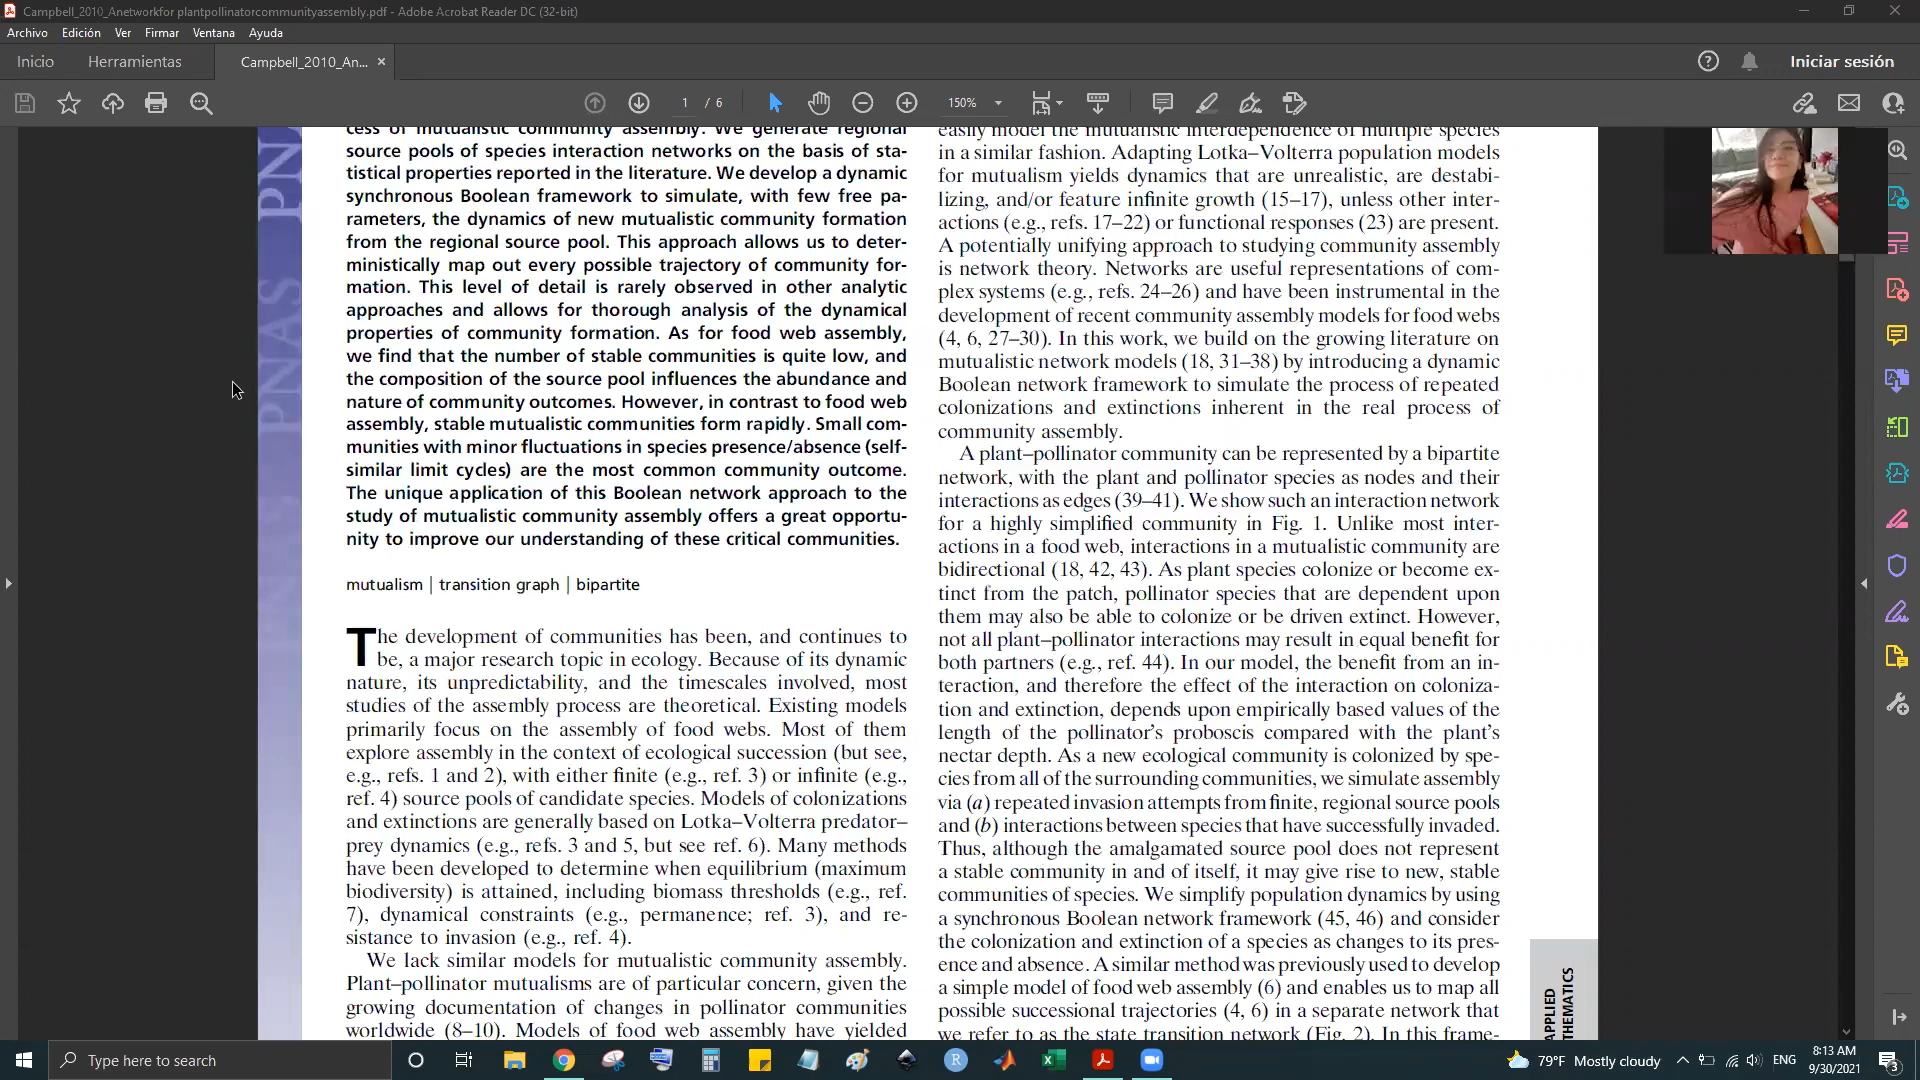 Campbell_2010_Anetworkfor plantpollinatorcommunityassembly.pdf - Adobe Acrobat Reader DC (32-bit)
Archivo Edición Ver Firmar Ventana Ayuda
Inicio Herramientas Campbell_2010_An... × Iniciar sesión
1 / 6 150%
cess of mutualistic community assembly. We generate regional
source pools of species interaction networks on the basis of sta-
tistical properties reported in the literature. We develop a dynamic
synchronous Boolean framework to simulate, with few free pa-
rameters, the dynamics of new mutualistic community formation
from the regional source pool. This approach allows us to deter-
ministically map out every possible trajectory of community for-
mation. This level of detail is rarely observed in other analytic
approaches and allows for thorough analysis of the dynamical
properties of community formation. As for food web assembly,
we find that the number of stable communities is quite low, and
the composition of the source pool influences the abundance and
nature of community outcomes. However, in contrast to food web
assembly, stable mutualistic communities form rapidly. Small com-
munities with minor fluctuations in species presence/absence (self-
similar limit cycles) are the most common community outcome.
The unique application of this Boolean network approach to the
study of mutualistic community assembly offers a great opportu-
nity to improve our understanding of these critical communities.
mutualism | transition graph | bipartite
The development of communities has been, and continues to
be, a major research topic in ecology. Because of its dynamic
nature, its unpredictability, and the timescales involved, most
studies of the assembly process are theoretical. Existing models
primarily focus on the assembly of food webs. Most of them
explore assembly in the context of ecological succession (but see,
e.g., refs. 1 and 2), with either finite (e.g., ref. 3) or infinite (e.g.,
ref. 4) source pools of candidate species. Models of colonizations
and extinctions are generally based on Lotka–Volterra predator–
prey dynamics (e.g., refs. 3 and 5, but see ref. 6). Many methods
have been developed to determine when equilibrium (maximum
biodiversity) is attained, including biomass thresholds (e.g., ref.
7), dynamical constraints (e.g., permanence; ref. 3), and re-
sistance to invasion (e.g., ref. 4).
We lack similar models for mutualistic community assembly.
Plant–pollinator mutualisms are of particular concern, given the
growing documentation of changes in pollinator communities
worldwide (8–10). Models of food web assembly have yielded
easily model the mutualistic interdependence of multiple species
in a similar fashion. Adapting Lotka–Volterra population models
for mutualism yields dynamics that are unrealistic, are destabi-
lizing, and/or feature infinite growth (15–17), unless other inter-
actions (e.g., refs. 17–22) or functional responses (23) are present.
A potentially unifying approach to studying community assembly
is network theory. Networks are useful representations of com-
plex systems (e.g., refs. 24–26) and have been instrumental in the
development of recent community assembly models for food webs
(4, 6, 27–30). In this work, we build on the growing literature on
mutualistic network models (18, 31–38) by introducing a dynamic
Boolean network framework to simulate the process of repeated
colonizations and extinctions inherent in the real process of
community assembly.
A plant–pollinator community can be represented by a bipartite
network, with the plant and pollinator species as nodes and their
interactions as edges (39–41). We show such an interaction network
for a highly simplified community in Fig. 1. Unlike most inter-
actions in a food web, interactions in a mutualistic community are
bidirectional (18, 42, 43). As plant species colonize or become ex-
tinct from the patch, pollinator species that are dependent upon
them may also be able to colonize or be driven extinct. However,
not all plant–pollinator interactions may result in equal benefit for
both partners (e.g., ref. 44). In our model, the benefit from an in-
teraction, and therefore the effect of the interaction on coloniza-
tion and extinction, depends upon empirically based values of the
length of the pollinator's proboscis compared with the plant's
nectar depth. As a new ecological community is colonized by spe-
cies from all of the surrounding communities, we simulate assembly
via (a) repeated invasion attempts from finite, regional source pools
and (b) interactions between species that have successfully invaded.
Thus, although the amalgamated source pool does not represent
a stable community in and of itself, it may give rise to new, stable
communities of species. We simplify population dynamics by using
a synchronous Boolean network framework (45, 46) and consider
the colonization and extinction of a species as changes to its pres-
ence and absence. A similar method was previously used to develop
a simple model of food web assembly (6) and enables us to map all
possible successional trajectories (4, 6) in a separate network that
we refer to as the state transition network (Fig. 2). In this frame-
PNAS PNAS
APPLIED
Type here to search
79°F Mostly cloudy ENG 8:13 AM
9/30/2021
3